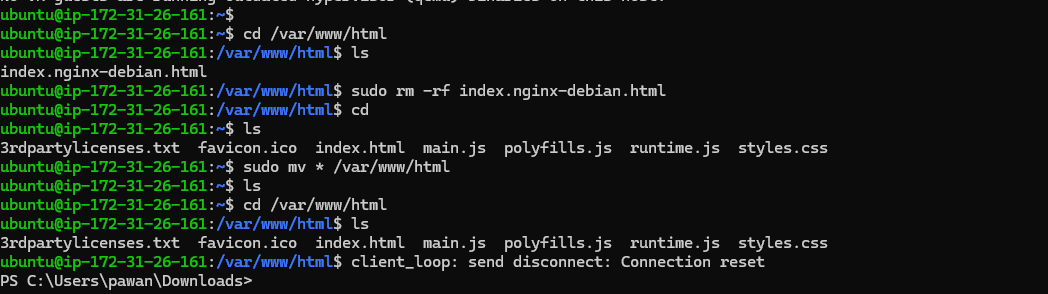 ubuntu@ip-172-31-26-161:~$
ubuntu@ip-172-31-26-161:~$ cd /var/www/html
ubuntu@ip-172-31-26-161:/var/www/html$ ls
index.nginx-debian.html
ubuntu@ip-172-31-26-161:/var/www/html$ sudo rm -rf index.nginx-debian.html
ubuntu@ip-172-31-26-161:/var/www/html$ cd
ubuntu@ip-172-31-26-161:~$ ls
3rdpartylicenses.txt  favicon.ico  index.html  main.js  polyfills.js  runtime.js  styles.css
ubuntu@ip-172-31-26-161:~$ sudo mv * /var/www/html
ubuntu@ip-172-31-26-161:~$ ls
ubuntu@ip-172-31-26-161:~$ cd /var/www/html
ubuntu@ip-172-31-26-161:/var/www/html$ ls
3rdpartylicenses.txt  favicon.ico  index.html  main.js  polyfills.js  runtime.js  styles.css
ubuntu@ip-172-31-26-161:/var/www/html$ client_loop: send disconnect: Connection reset
PS C:\Users\pawan\Downloads>